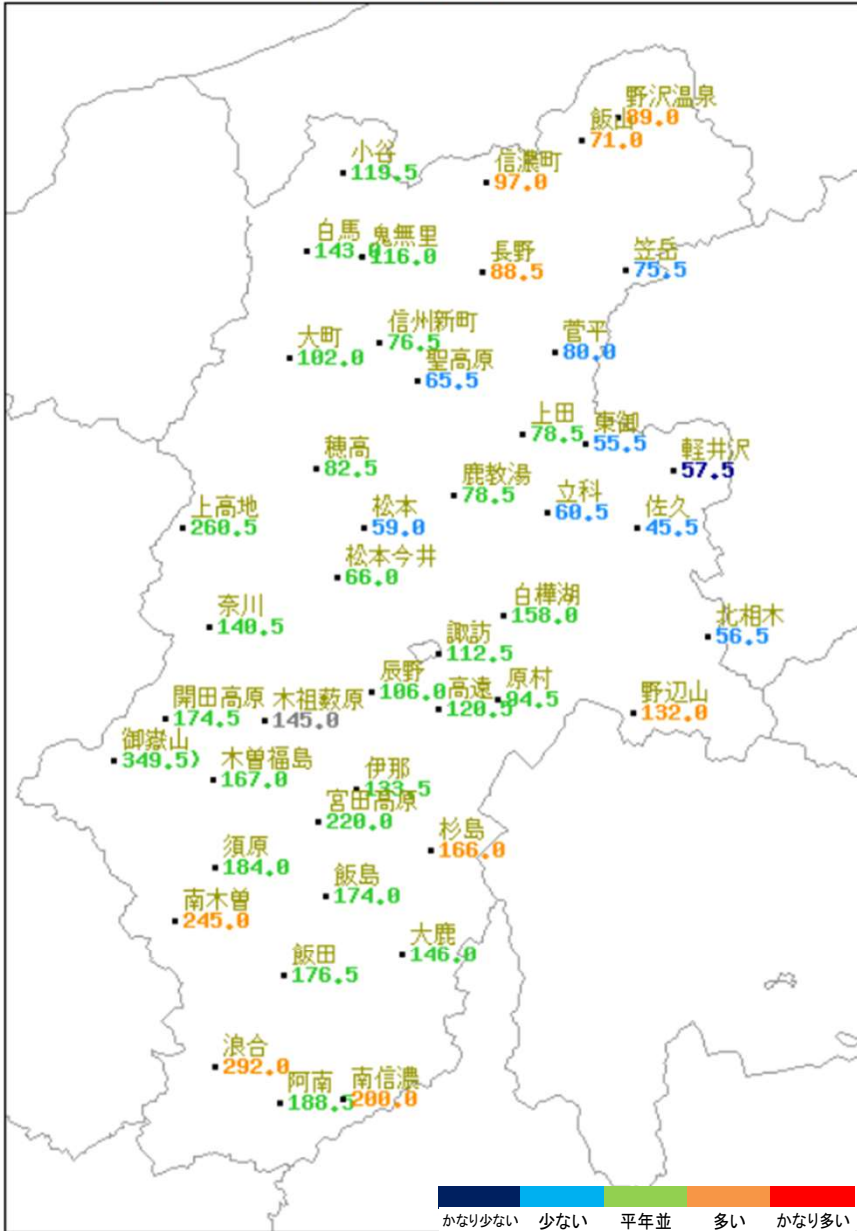 野沢温泉
89.0
飯山
71.0
小谷
119.5
信濃町
97.0
白馬
143.0
鬼無里
116.0
長野
88.5
笠岳
75.5
信州新町
76.5
大町
102.0
菅平
80.0
聖高原
65.5
上田
78.5
東御
55.5
穂高
82.5
軽井沢
57.5
鹿教湯
78.5
上高地
260.5
松本
59.0
立科
60.5
佐久
45.5
松本今井
66.0
奈川
140.5
白樺湖
158.0
諏訪
112.5
北相木
56.5
辰野
106.0
高遠
120.5
原村
94.5
開田高原
174.5
木祖薮原
145.0
野辺山
132.0
御嶽山
349.5)
木曽福島
167.0
伊那
133.5
宮田高原
220.0
杉島
166.0
須原
184.0
飯島
174.0
南木曽
245.0
大鹿
146.0
飯田
176.5
浪合
292.0
阿南
188.5
南信濃
200.0
かなり少ない 少ない 平年並 多い かなり多い